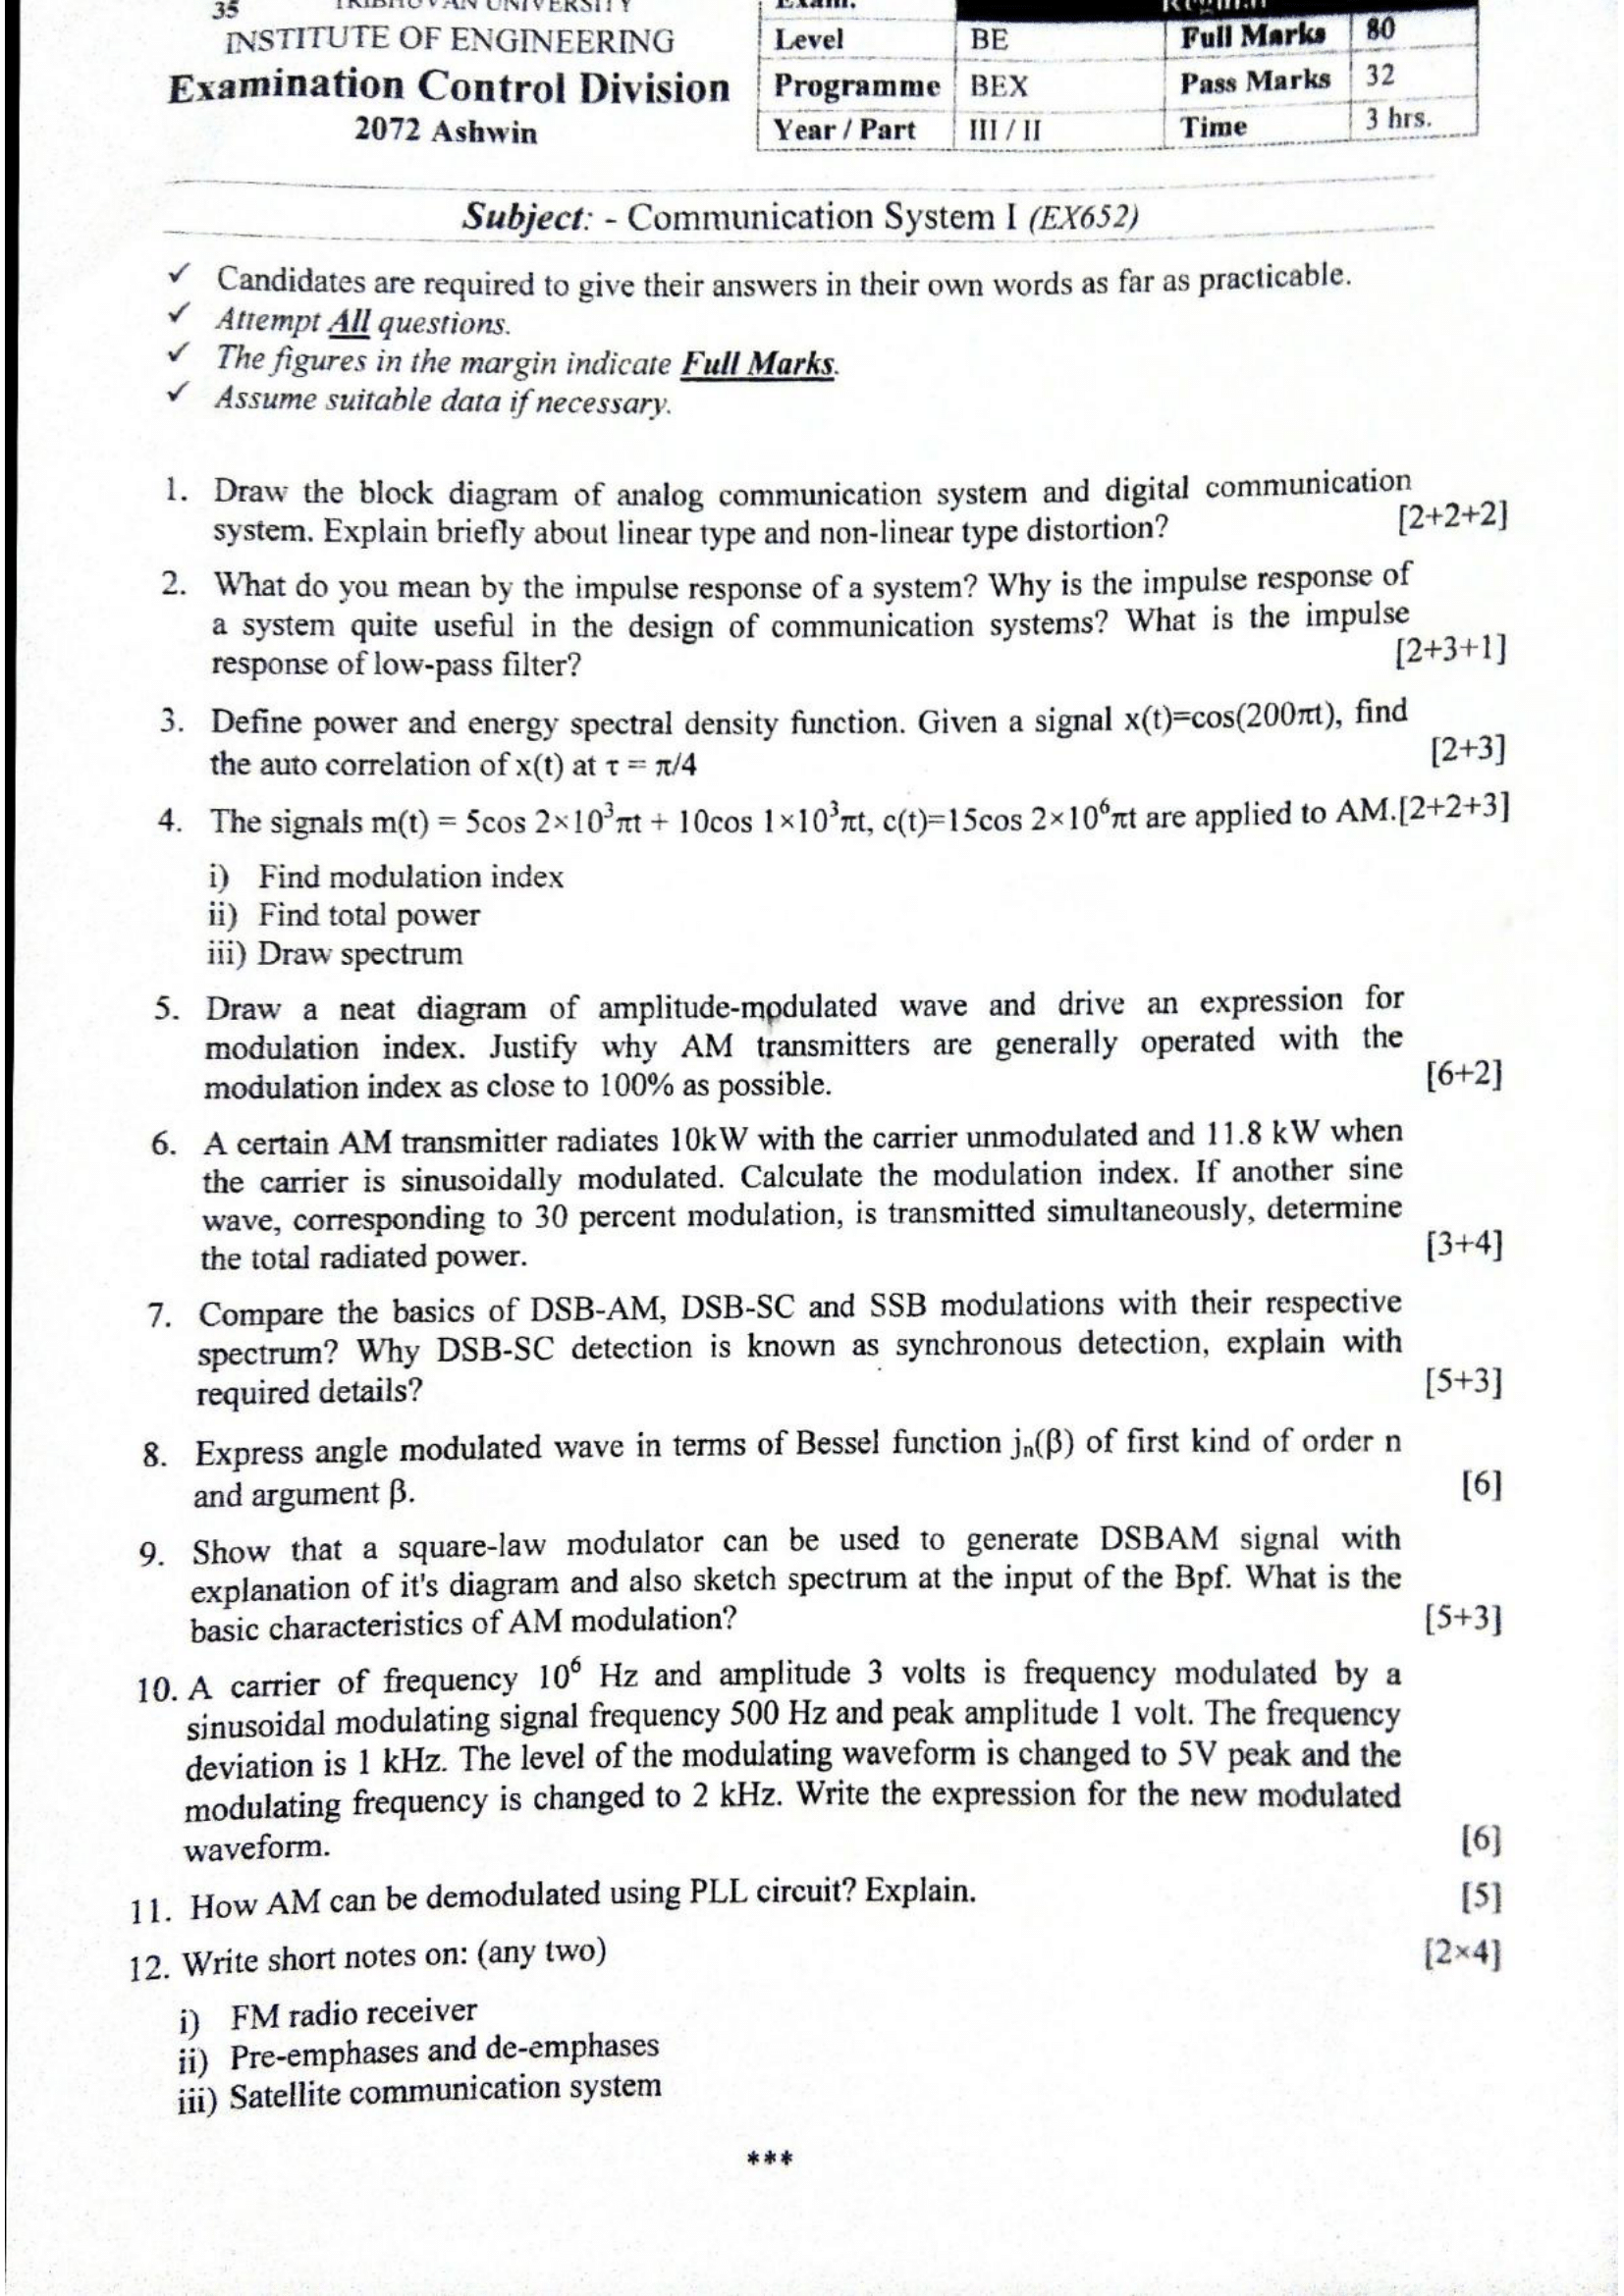 35 TRIBHUVAN UNIVERSITY
INSTITUTE OF ENGINEERING
Examination Control Division
2072 Ashwin
Exam. Regular
Level BE Full Marks 80
Programme BEX Pass Marks 32
Year / Part III / II Time 3 hrs.
Subject: - Communication System I (EX652)
✓ Candidates are required to give their answers in their own words as far as practicable.
✓ Attempt All questions.
✓ The figures in the margin indicate Full Marks.
✓ Assume suitable data if necessary.
1. Draw the block diagram of analog communication system and digital communication
system. Explain briefly about linear type and non-linear type distortion? [2+2+2]
2. What do you mean by the impulse response of a system? Why is the impulse response of
a system quite useful in the design of communication systems? What is the impulse
response of low-pass filter? [2+3+1]
3. Define power and energy spectral density function. Given a signal x(t)=cos(200πt), find
the auto correlation of x(t) at τ = π/4 [2+3]
4. The signals m(t) = 5cos 2×10³πt + 10cos 1×10³πt, c(t)=15cos 2×10⁶πt are applied to AM.[2+2+3]
i) Find modulation index
ii) Find total power
iii) Draw spectrum
5. Draw a neat diagram of amplitude-modulated wave and drive an expression for
modulation index. Justify why AM transmitters are generally operated with the
modulation index as close to 100% as possible. [6+2]
6. A certain AM transmitter radiates 10kW with the carrier unmodulated and 11.8 kW when
the carrier is sinusoidally modulated. Calculate the modulation index. If another sine
wave, corresponding to 30 percent modulation, is transmitted simultaneously, determine
the total radiated power. [3+4]
7. Compare the basics of DSB-AM, DSB-SC and SSB modulations with their respective
spectrum? Why DSB-SC detection is known as synchronous detection, explain with
required details? [5+3]
8. Express angle modulated wave in terms of Bessel function jₙ(β) of first kind of order n
and argument β. [6]
9. Show that a square-law modulator can be used to generate DSBAM signal with
explanation of it's diagram and also sketch spectrum at the input of the Bpf. What is the
basic characteristics of AM modulation? [5+3]
10. A carrier of frequency 10⁶ Hz and amplitude 3 volts is frequency modulated by a
sinusoidal modulating signal frequency 500 Hz and peak amplitude 1 volt. The frequency
deviation is 1 kHz. The level of the modulating waveform is changed to 5V peak and the
modulating frequency is changed to 2 kHz. Write the expression for the new modulated
waveform. [6]
11. How AM can be demodulated using PLL circuit? Explain. [5]
12. Write short notes on: (any two) [2×4]
i) FM radio receiver
ii) Pre-emphases and de-emphases
iii) Satellite communication system
***